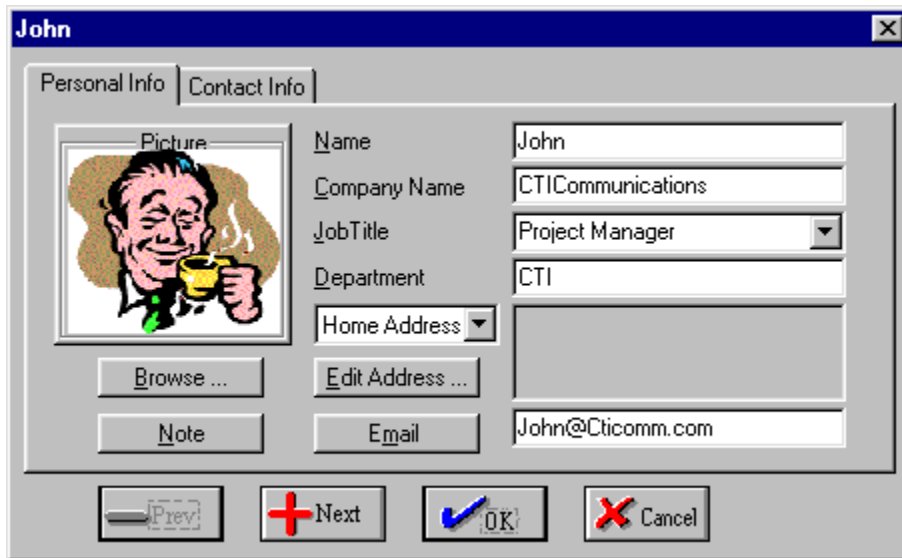 John
Personal Info Contact Info
Picture
Name John
Company Name CTICommunications
JobTitle Project Manager
Department CTI
Home Address
Browse ... Edit Address ...
Note Email John@Cticomm.com
Prev Next OK Cancel